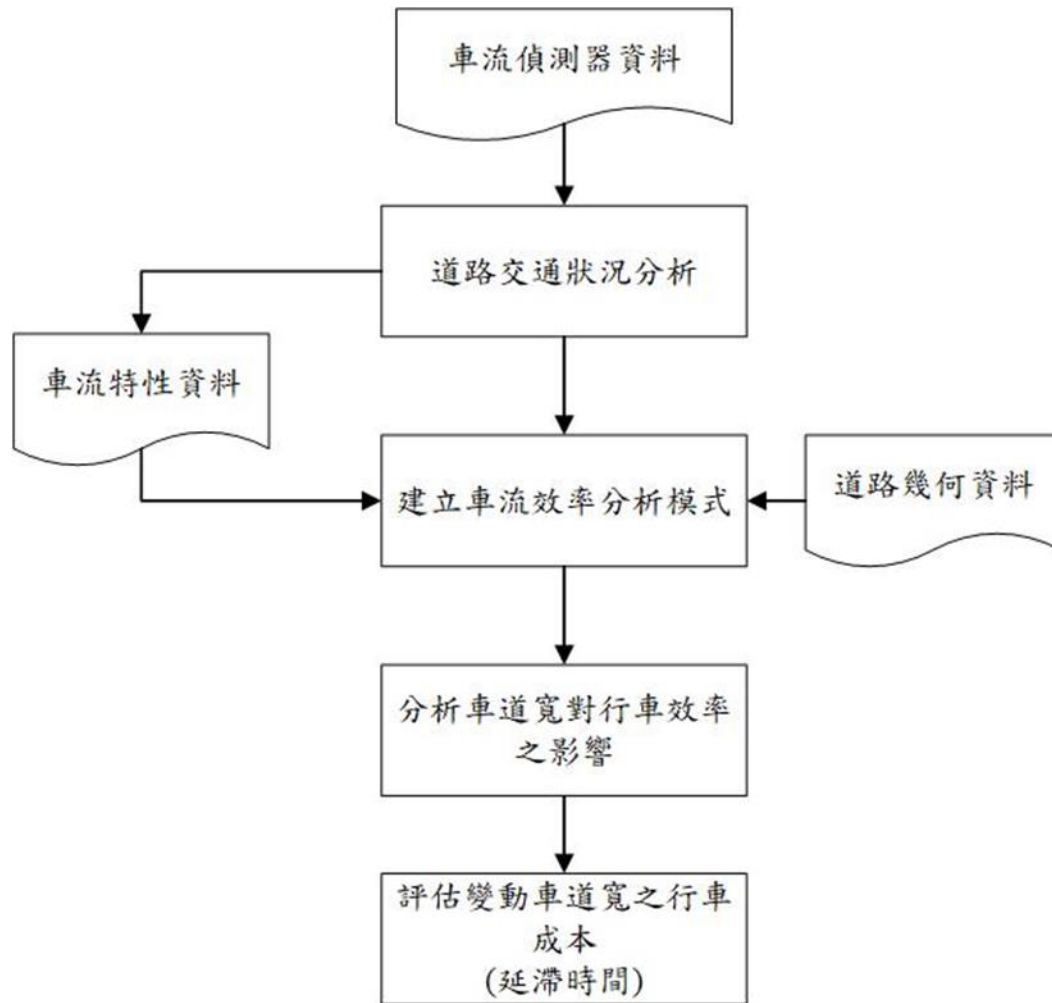 車流偵測器資料
道路交通狀況分析
車流特性資料
建立車流效率分析模式
道路幾何資料
分析車道寬對行車效率
之影響
評估變動車道寬之行車
成本
(延滯時間)